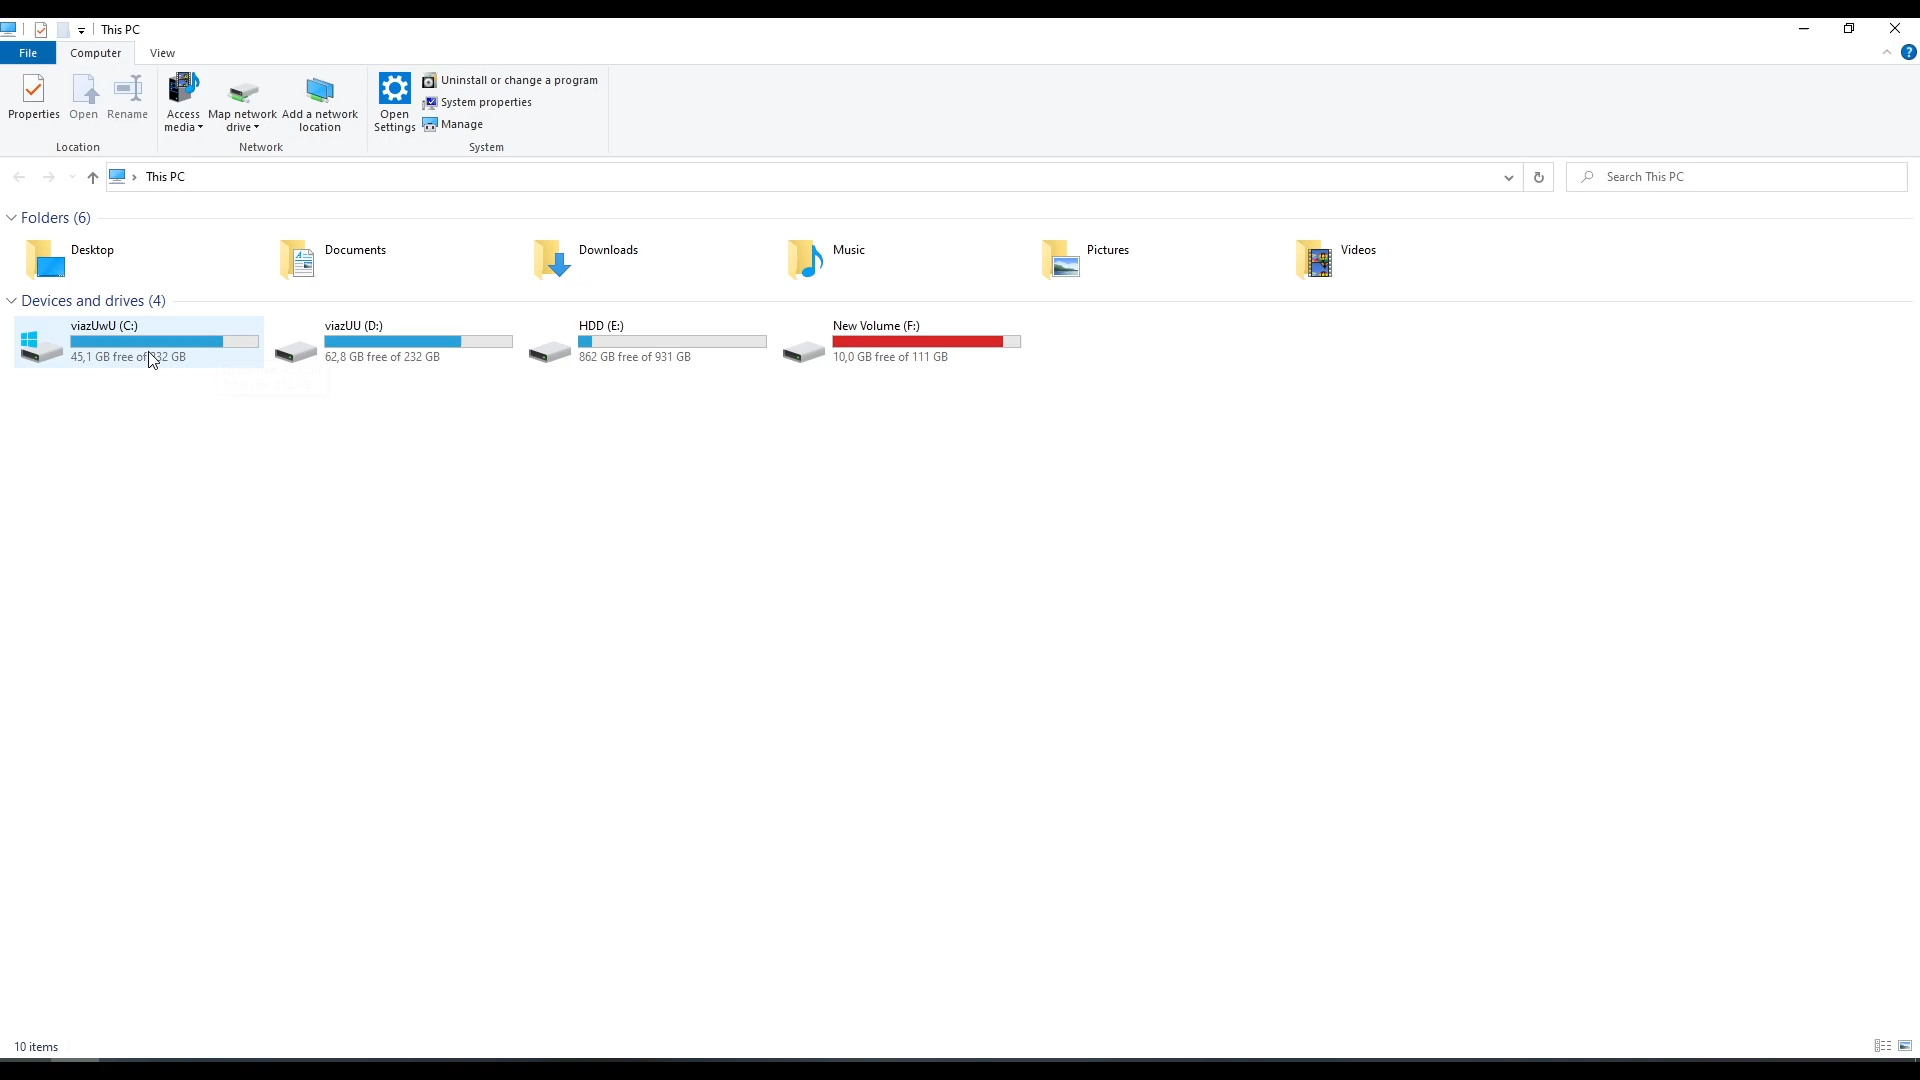 This PC
File Computer View
Properties Open Rename Access media Map network drive Add a network location Open Settings Uninstall or change a program
System properties
Manage
Location Network System
This PC Search This PC
Folders (6)
Desktop Documents Downloads Music Pictures Videos
Devices and drives (4)
viazUwU (C:) viazUU (D:) HDD (E:) New Volume (F:)
45,1 GB free of 232 GB 62,8 GB free of 232 GB 862 GB free of 931 GB 10,0 GB free of 111 GB
10 items